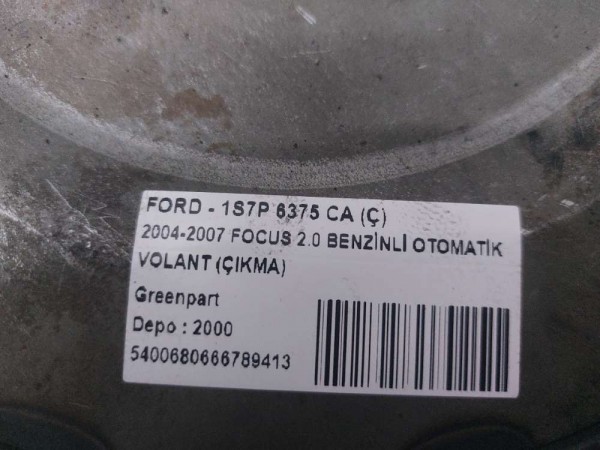 FORD - 1S7P 6375 CA (Ç)
2004-2007 FOCUS 2.0 BENZİNLİ OTOMATİK
VOLANT (ÇIKMA)
Greenpart
Depo : 2000
5400680666789413